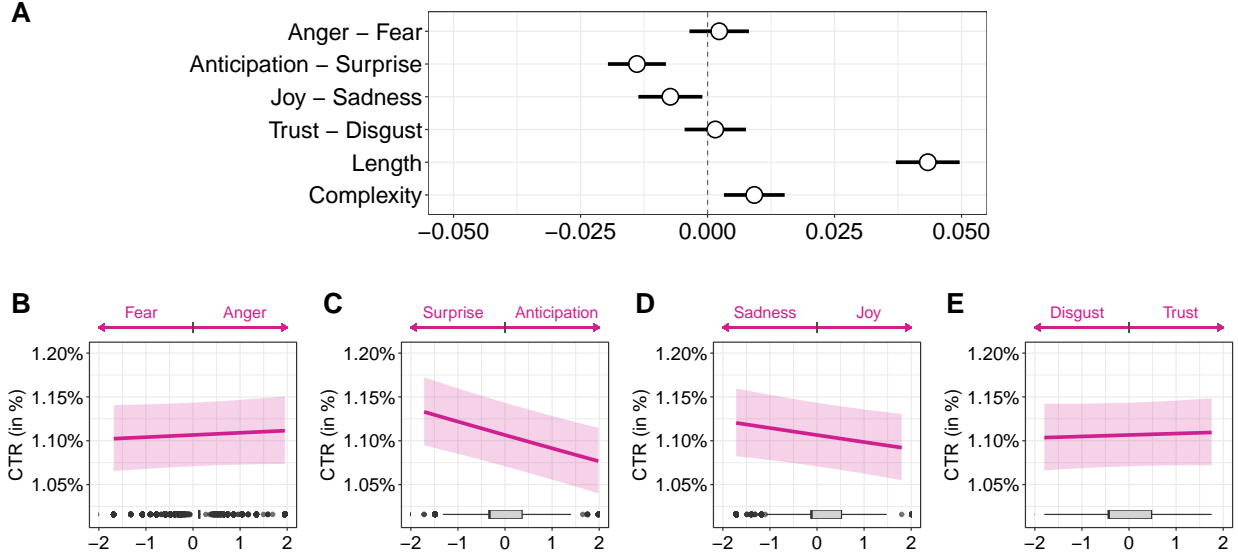 A
Anger − Fear
Anticipation − Surprise
Joy − Sadness
Trust − Disgust
Length
Complexity
−0.050 −0.025 0.000 0.025 0.050
B
Fear Anger
CTR (in %)
1.20%
1.15%
1.10%
1.05%
−2 −1 0 1 2
C
Surprise Anticipation
CTR (in %)
1.20%
1.15%
1.10%
1.05%
−2 −1 0 1 2
D
Sadness Joy
CTR (in %)
1.20%
1.15%
1.10%
1.05%
−2 −1 0 1 2
E
Disgust Trust
CTR (in %)
1.20%
1.15%
1.10%
1.05%
−2 −1 0 1 2